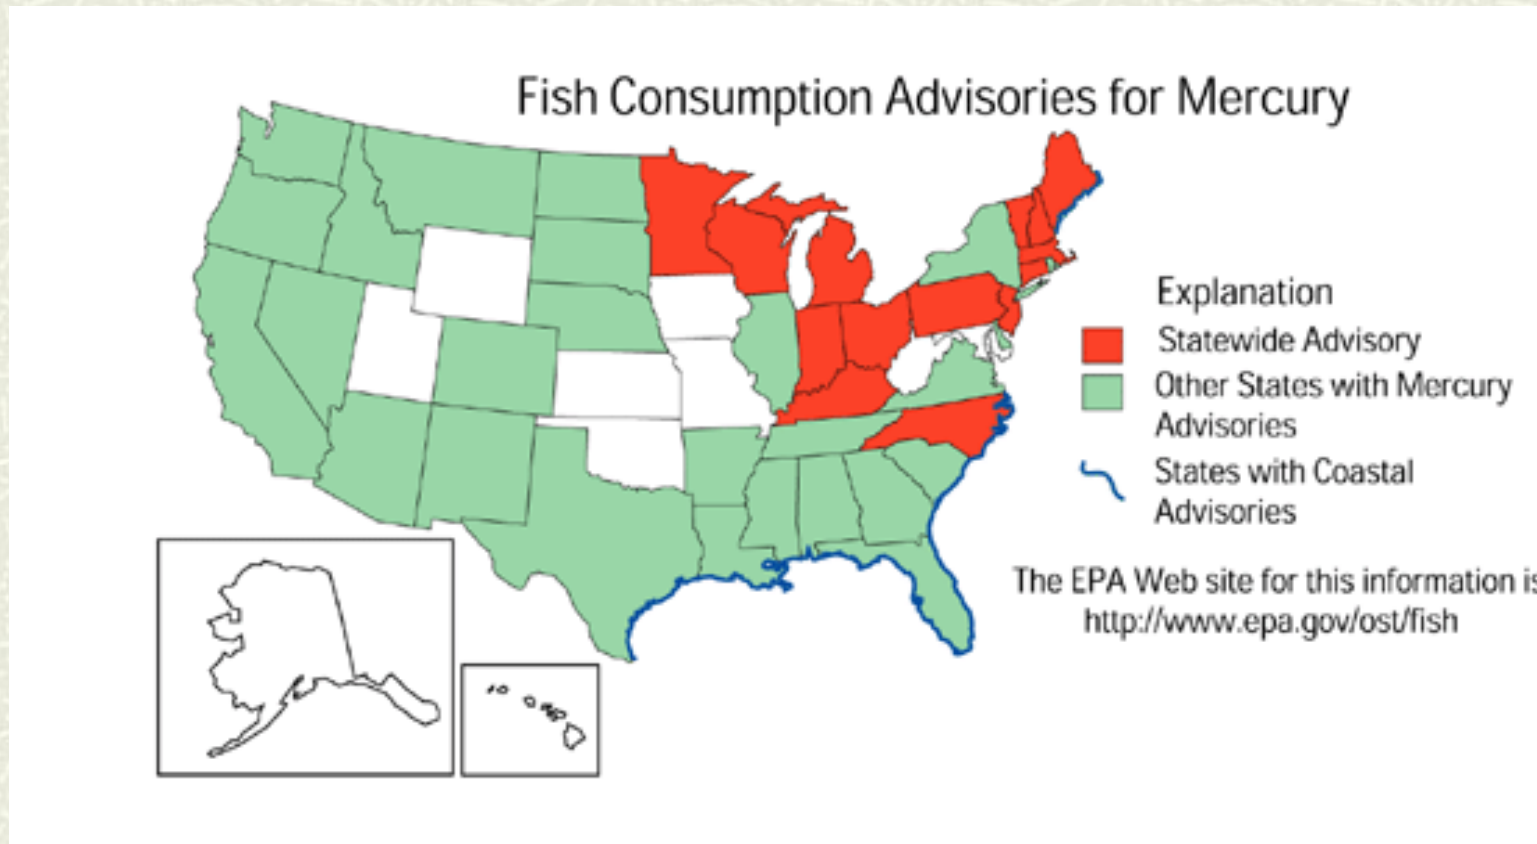 Fish Consumption Advisories for Mercury
Explanation
Statewide Advisory
Other States with Mercury
Advisories
States with Coastal
Advisories
The EPA Web site for this information is
http://www.epa.gov/ost/fish